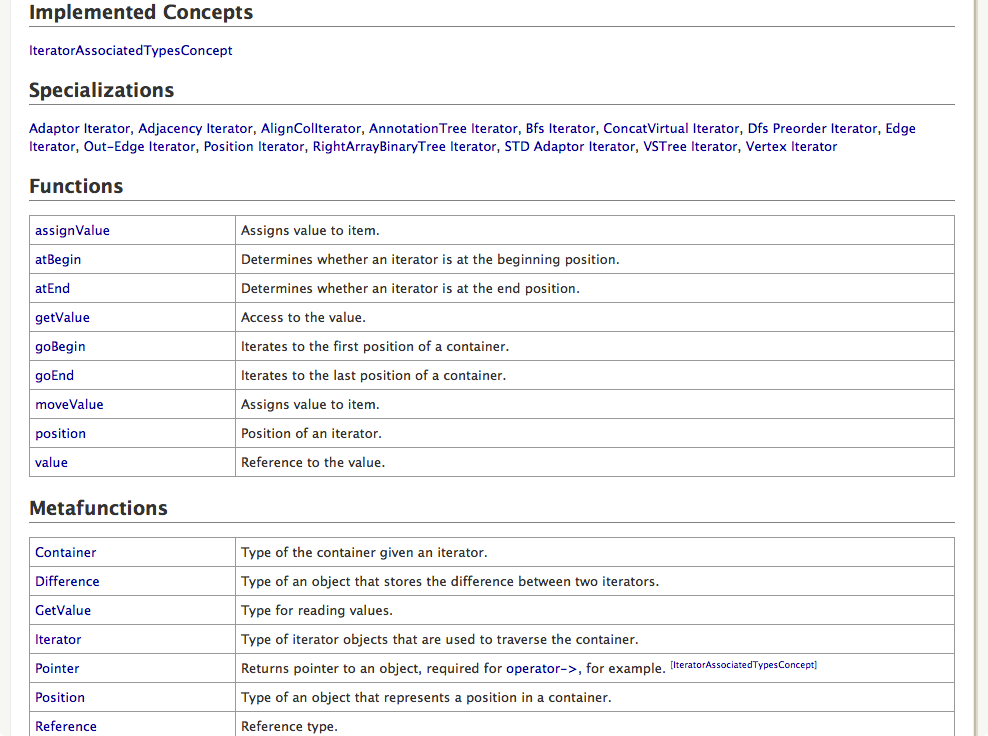 Implemented Concepts
IteratorAssociatedTypesConcept
Specializations
Adaptor Iterator, Adjacency Iterator, AlignColIterator, AnnotationTree Iterator, Bfs Iterator, ConcatVirtual Iterator, Dfs Preorder Iterator, Edge
Iterator, Out-Edge Iterator, Position Iterator, RightArrayBinaryTree Iterator, STD Adaptor Iterator, VSTree Iterator, Vertex Iterator
Functions
assignValue Assigns value to item.
atBegin Determines whether an iterator is at the beginning position.
atEnd Determines whether an iterator is at the end position.
getValue Access to the value.
goBegin Iterates to the first position of a container.
goEnd Iterates to the last position of a container.
moveValue Assigns value to item.
position Position of an iterator.
value Reference to the value.
Metafunctions
Container Type of the container given an iterator.
Difference Type of an object that stores the difference between two iterators.
GetValue Type for reading values.
Iterator Type of iterator objects that are used to traverse the container.
Pointer Returns pointer to an object, required for operator->, for example. [IteratorAssociatedTypesConcept]
Position Type of an object that represents a position in a container.
Reference Reference type.